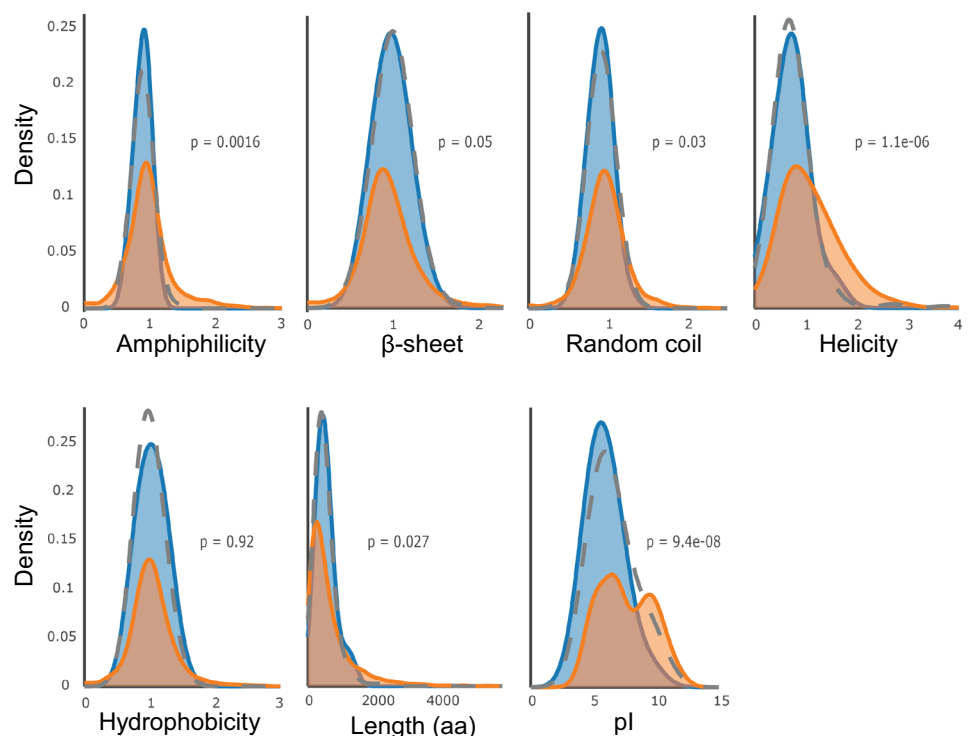 0.25
0.2
0.15
0.1
0.05
0
Density
p = 0.0016
p = 0.05
p = 0.03
p = 1.1e-06
0 1 2 3
0 1 2
0 1 2
0 1 2 3 4
Amphiphilicity
β-sheet
Random coil
Helicity
0.25
0.2
0.15
0.1
0.05
0
Density
p = 0.92
p = 0.027
p = 9.4e-08
0 1 2 3
0 2000 4000
0 5 10 15
Hydrophobicity
Length (aa)
pI